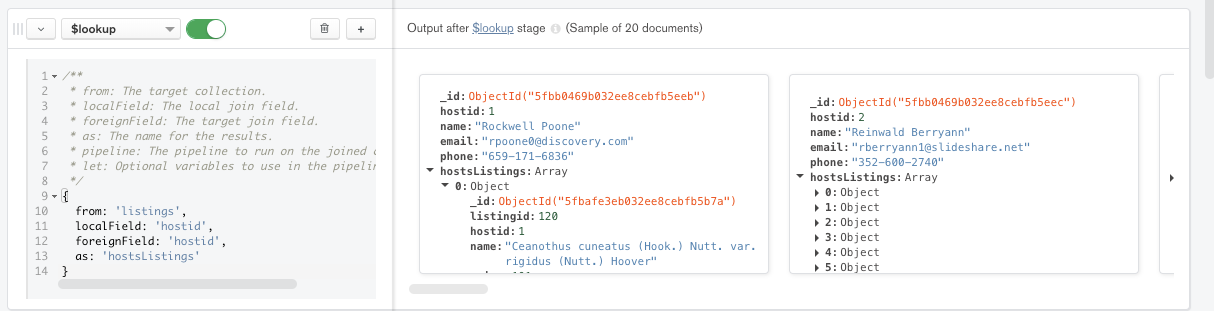 $lookup
Output after $lookup stage (Sample of 20 documents)
1 /**
2 * from: The target collection.
3 * localField: The local join field.
4 * foreignField: The target join field.
5 * as: The name for the results.
6 * pipeline: The pipeline to run on the joined c
7 * let: Optional variables to use in the pipelin
8 */
9 {
10 from: 'listings',
11 localField: 'hostid',
12 foreignField: 'hostid',
13 as: 'hostsListings'
14 }
_id: ObjectId("5fbb0469b032ee8cebfb5eeb")
hostid: 1
name: "Rockwell Poone"
email: "rpoone0@discovery.com"
phone: "659-171-6836"
hostsListings: Array
0: Object
_id: ObjectId("5fbafe3eb032ee8cebfb5b7a")
listingid: 120
hostid: 1
name: "Ceanothus cuneatus (Hook.) Nutt. var.
rigidus (Nutt.) Hoover"
_id: ObjectId("5fbb0469b032ee8cebfb5eec")
hostid: 2
name: "Reinwald Berryann"
email: "rberryann1@slideshare.net"
phone: "352-600-2740"
hostsListings: Array
0: Object
1: Object
2: Object
3: Object
4: Object
5: Object